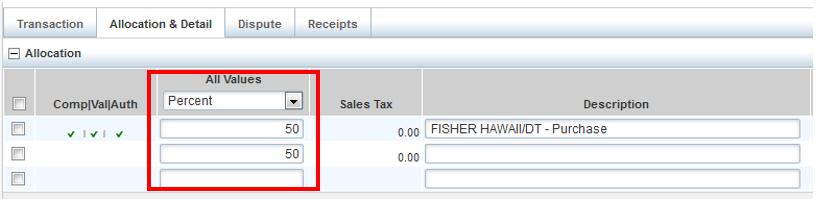 Transaction Allocation & Detail Dispute Receipts
Allocation
All Values
Comp|Val|Auth Percent Sales Tax Description
50 0.00 FISHER HAWAII/DT - Purchase
50 0.00